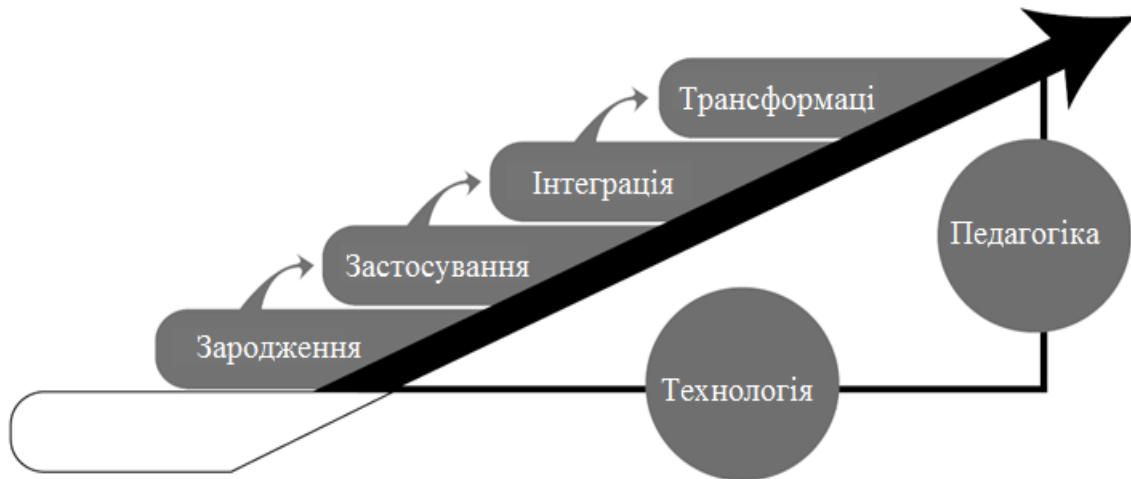 Трансформаці
Інтеграція
Педагогіка
Застосування
Зародження
Технологія